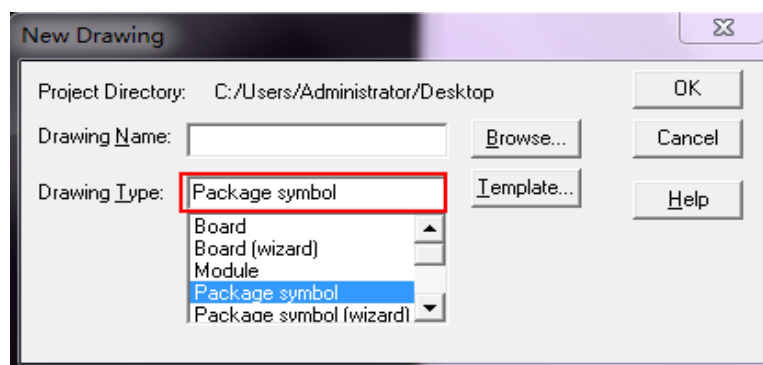 New Drawing
Project Directory: C:/Users/Administrator/Desktop
OK
Drawing Name:
Browse...
Cancel
Drawing Type: Package symbol
Template...
Help
Board
Board (wizard)
Module
Package symbol
Package symbol (wizard)